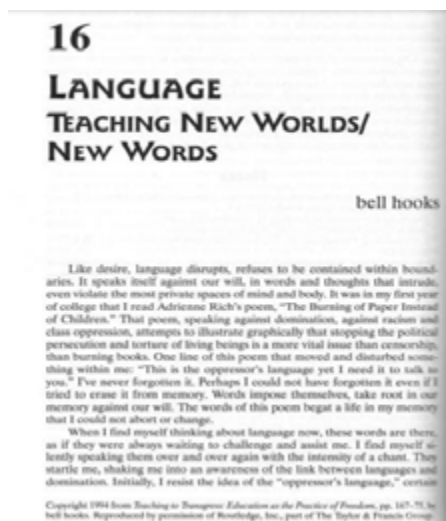 16
LANGUAGE
TEACHING NEW WORLDS/
NEW WORDS
bell hooks
Like desire, language disrupts, refuses to be contained within bound-
aries. It speaks itself against our will, in words and thoughts that intrude,
even violate the most private spaces of mind and body. It was in my first year
of college that I read Adrienne Rich's poem, "The Burning of Paper Instead
of Children." That poem, speaking against domination, against racism and
class oppression, attempts to illustrate graphically that stopping the political
persecution and torture of living beings is a more vital issue than censorship,
than burning books. One line of this poem that moved and disturbed some-
thing within me: "This is the oppressor's language yet I need it to talk to
you." I've never forgotten it. Perhaps I could not have forgotten it even if I
tried to erase it from memory. Words impose themselves, take root in our
memory against our will. The words of this poem begat a life in my memory
that I could not abort or change.
When I find myself thinking about language now, these words are there,
as if they were always waiting to challenge and assist me. I find myself si-
lently speaking them over and over again with the intensity of a chant. They
startle me, shaking me into an awareness of the link between languages and
domination. Initially, I resist the idea of the "oppressor's language," certain
Copyright 1994 from Teaching to Transgress: Education as the Practice of Freedom, pp. 167–75, by
bell hooks. Reproduced by permission of Routledge, Inc., part of The Taylor & Francis Group.